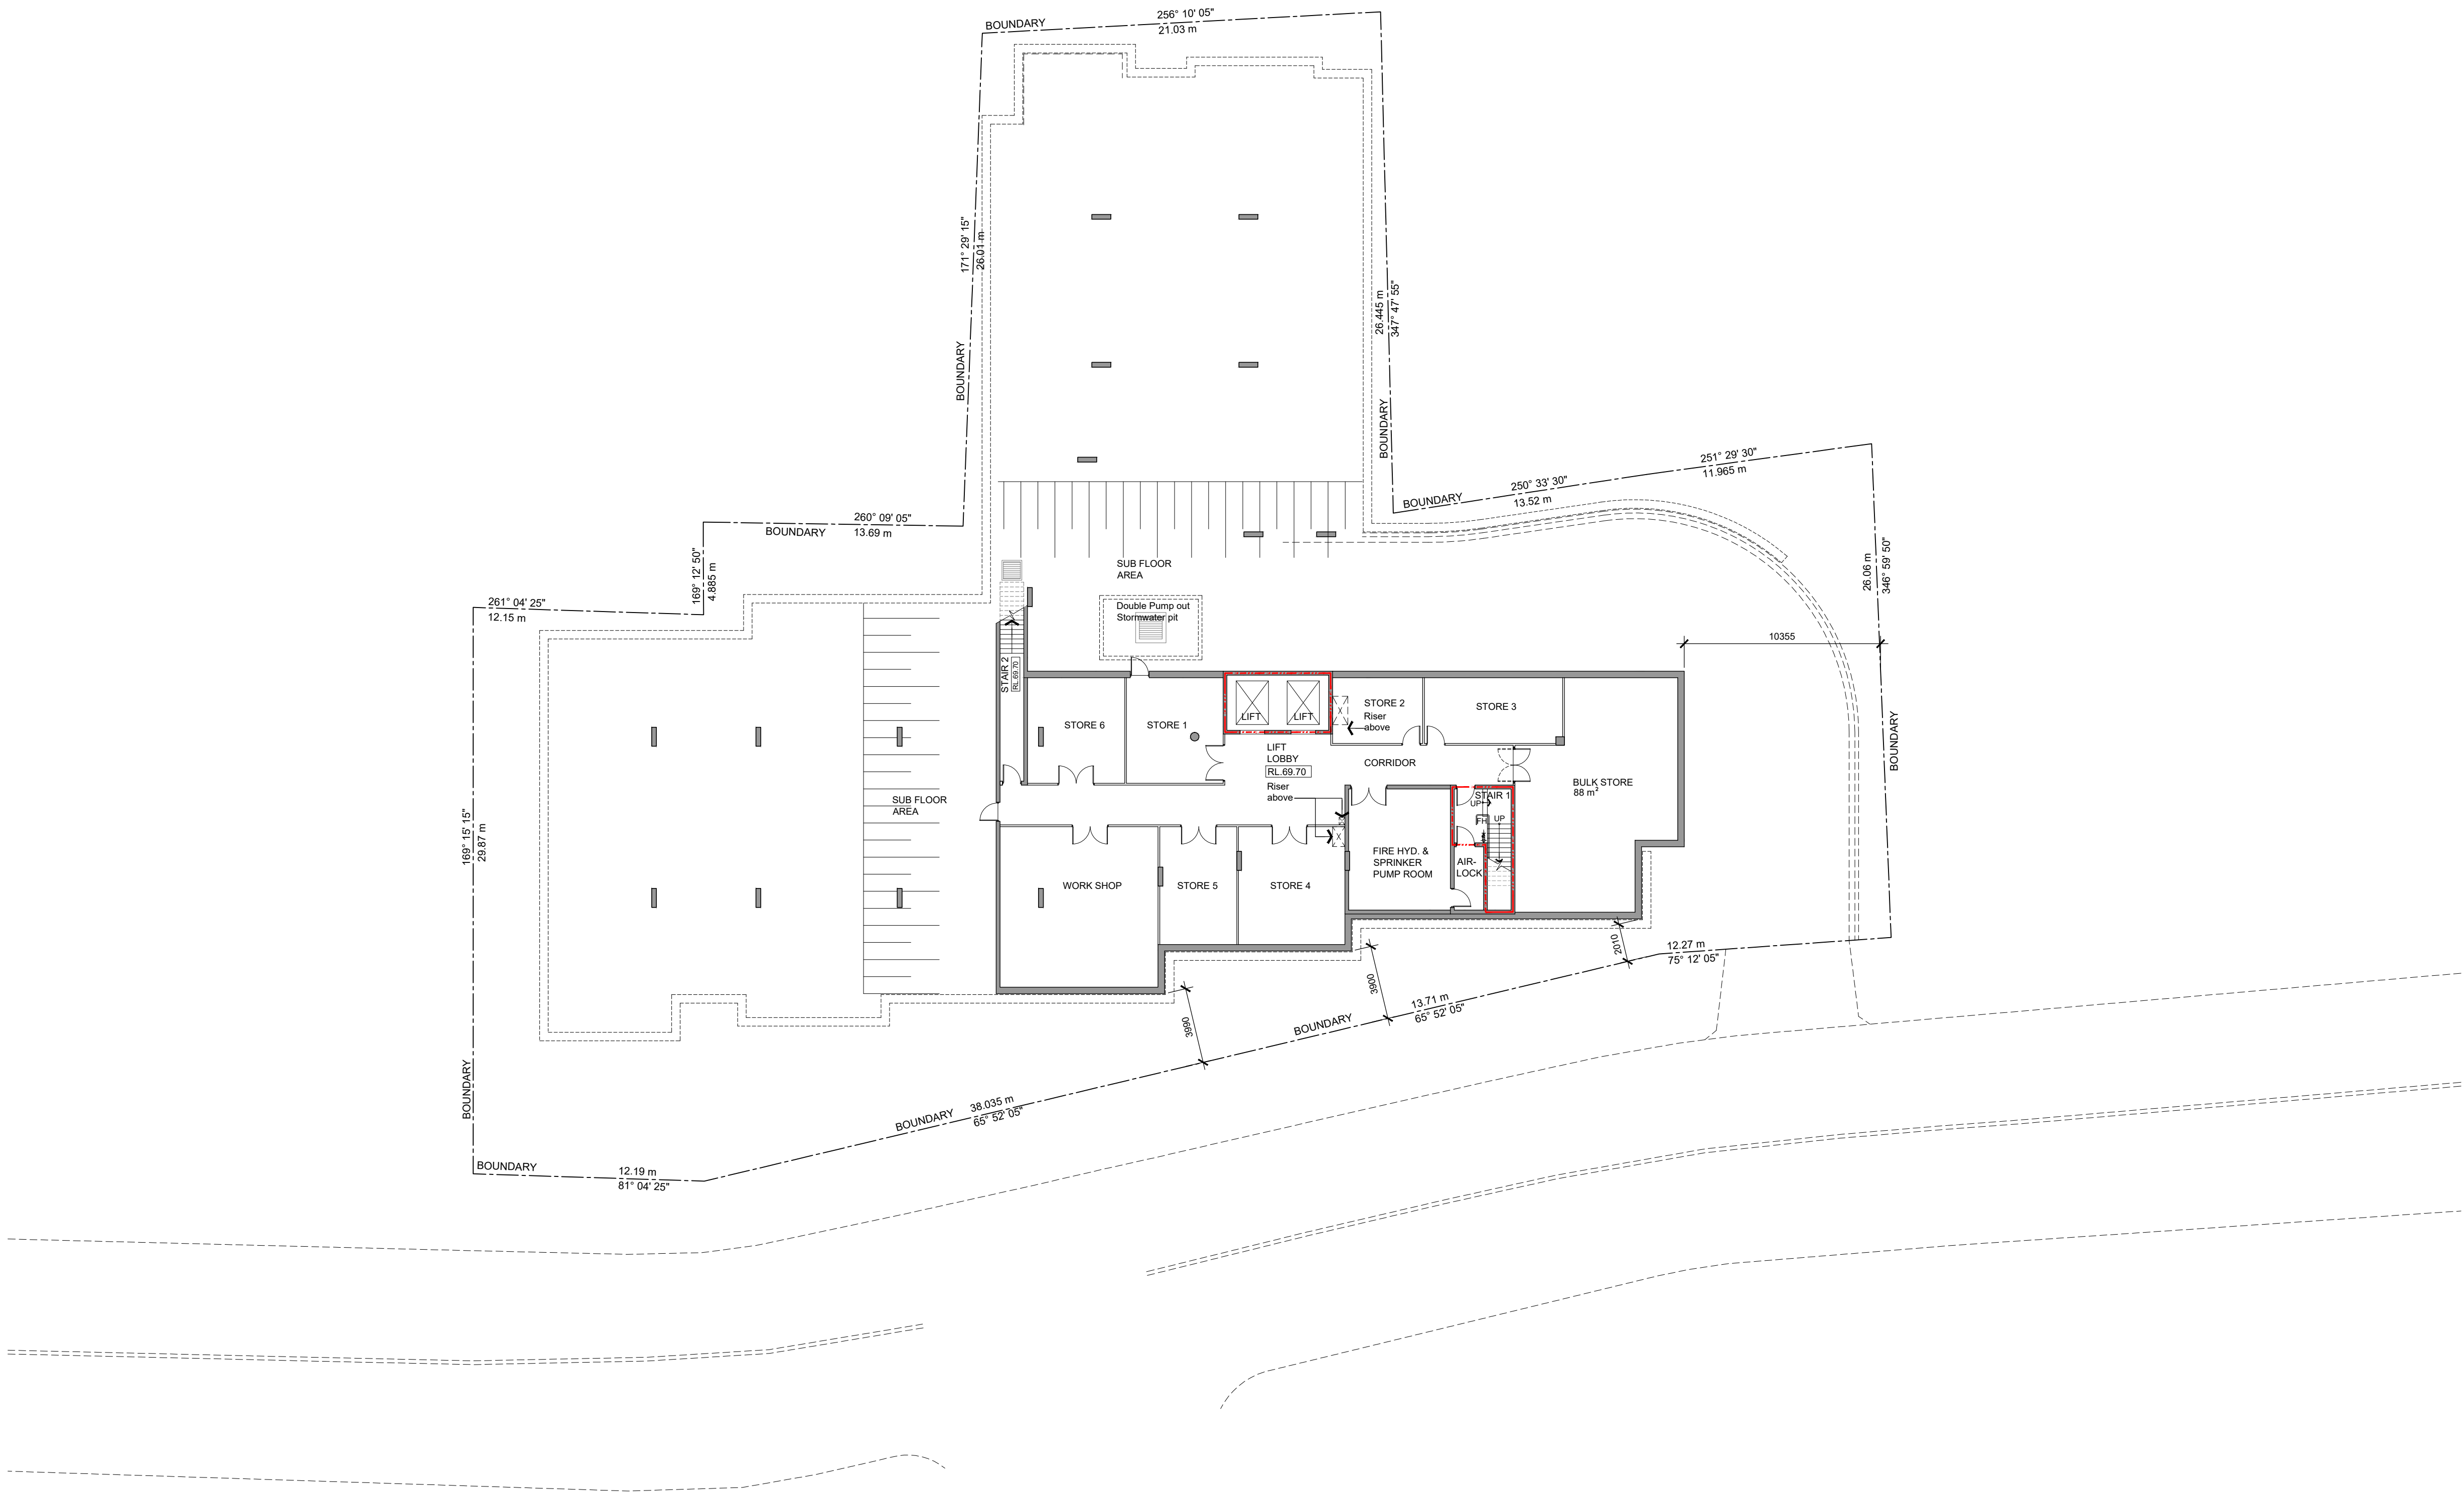 BOUNDARY
256° 10' 05"
21.03 m
171° 29' 15"
26.01 m
BOUNDARY
26.445 m
347° 47' 55"
BOUNDARY
251° 29' 30"
11.965 m
250° 33' 30"
13.52 m
BOUNDARY
260° 09' 05"
13.69 m
BOUNDARY
169° 12' 50"
4.885 m
261° 04' 25"
12.15 m
26.06 m
346° 59' 50"
BOUNDARY
10355
SUB FLOOR
AREA
Double Pump out
Stormwater pit
STAIR 2
RL.69.70
STORE 6
STORE 1
LIFT
LIFT
STORE 2
Riser
above
X
STORE 3
LIFT
LOBBY
RL.69.70
CORRIDOR
Riser
above
X
BULK STORE
88 m²
STAIR 1
UP
FH
UP
SUB FLOOR
AREA
FIRE HYD. &
SPRINKER
PUMP ROOM
AIR-
LOCK
WORK SHOP
STORE 5
STORE 4
169° 15' 15"
29.87 m
BOUNDARY
2010
12.27 m
75° 12' 05"
3900
13.71 m
65° 52' 05"
BOUNDARY
3990
38.035 m
65° 52' 05"
BOUNDARY
BOUNDARY
12.19 m
81° 04' 25"